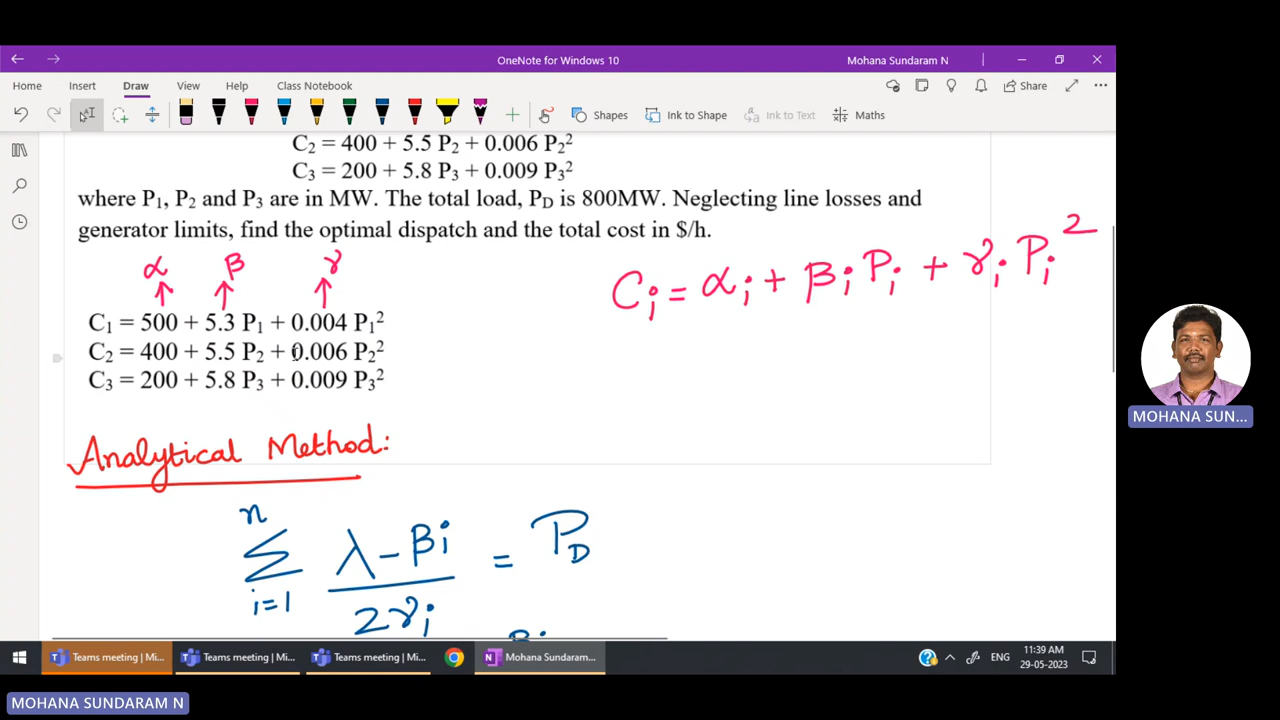 OneNote for Windows 10
Mohana Sundaram N
Home Insert Draw View Help Class Notebook
Share
Shapes Ink to Shape Ink to Text Maths
C₂ = 400 + 5.5 P₂ + 0.006 P₂²
C₃ = 200 + 5.8 P₃ + 0.009 P₃²
where P₁, P₂ and P₃ are in MW. The total load, P_D is 800MW. Neglecting line losses and
generator limits, find the optimal dispatch and the total cost in $/h.
α β γ
Cᵢ = αᵢ + βᵢ Pᵢ + γᵢ Pᵢ²
C₁ = 500 + 5.3 P₁ + 0.004 P₁²
C₂ = 400 + 5.5 P₂ + 0.006 P₂²
C₃ = 200 + 5.8 P₃ + 0.009 P₃²
MOHANA SUN...
Analytical Method:
n
∑ λ - βi / 2γi = P_D
i=1
Teams meeting | Mi... Teams meeting | Mi... Teams meeting | Mi... Mohana Sundaram... ENG 11:39 AM
29-05-2023
MOHANA SUNDARAM N